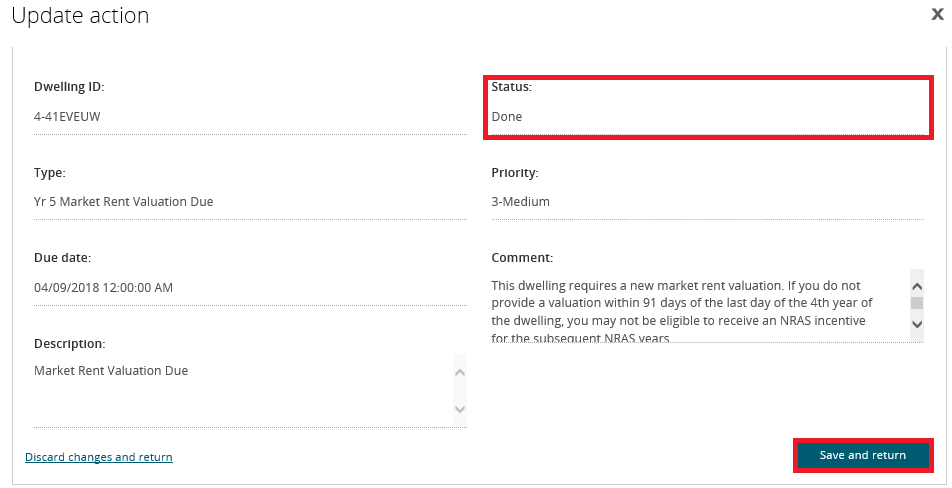 Update action
X
Dwelling ID:
4-41EVEUW
Status:
Done
Type:
Yr 5 Market Rent Valuation Due
Priority:
3-Medium
Due date:
04/09/2018 12:00:00 AM
Comment:
This dwelling requires a new market rent valuation. If you do not
provide a valuation within 91 days of the last day of the 4th year of
the dwelling, you may not be eligible to receive an NRAS incentive
for the subsequent NRAS years
Description:
Market Rent Valuation Due
Discard changes and return
Save and return